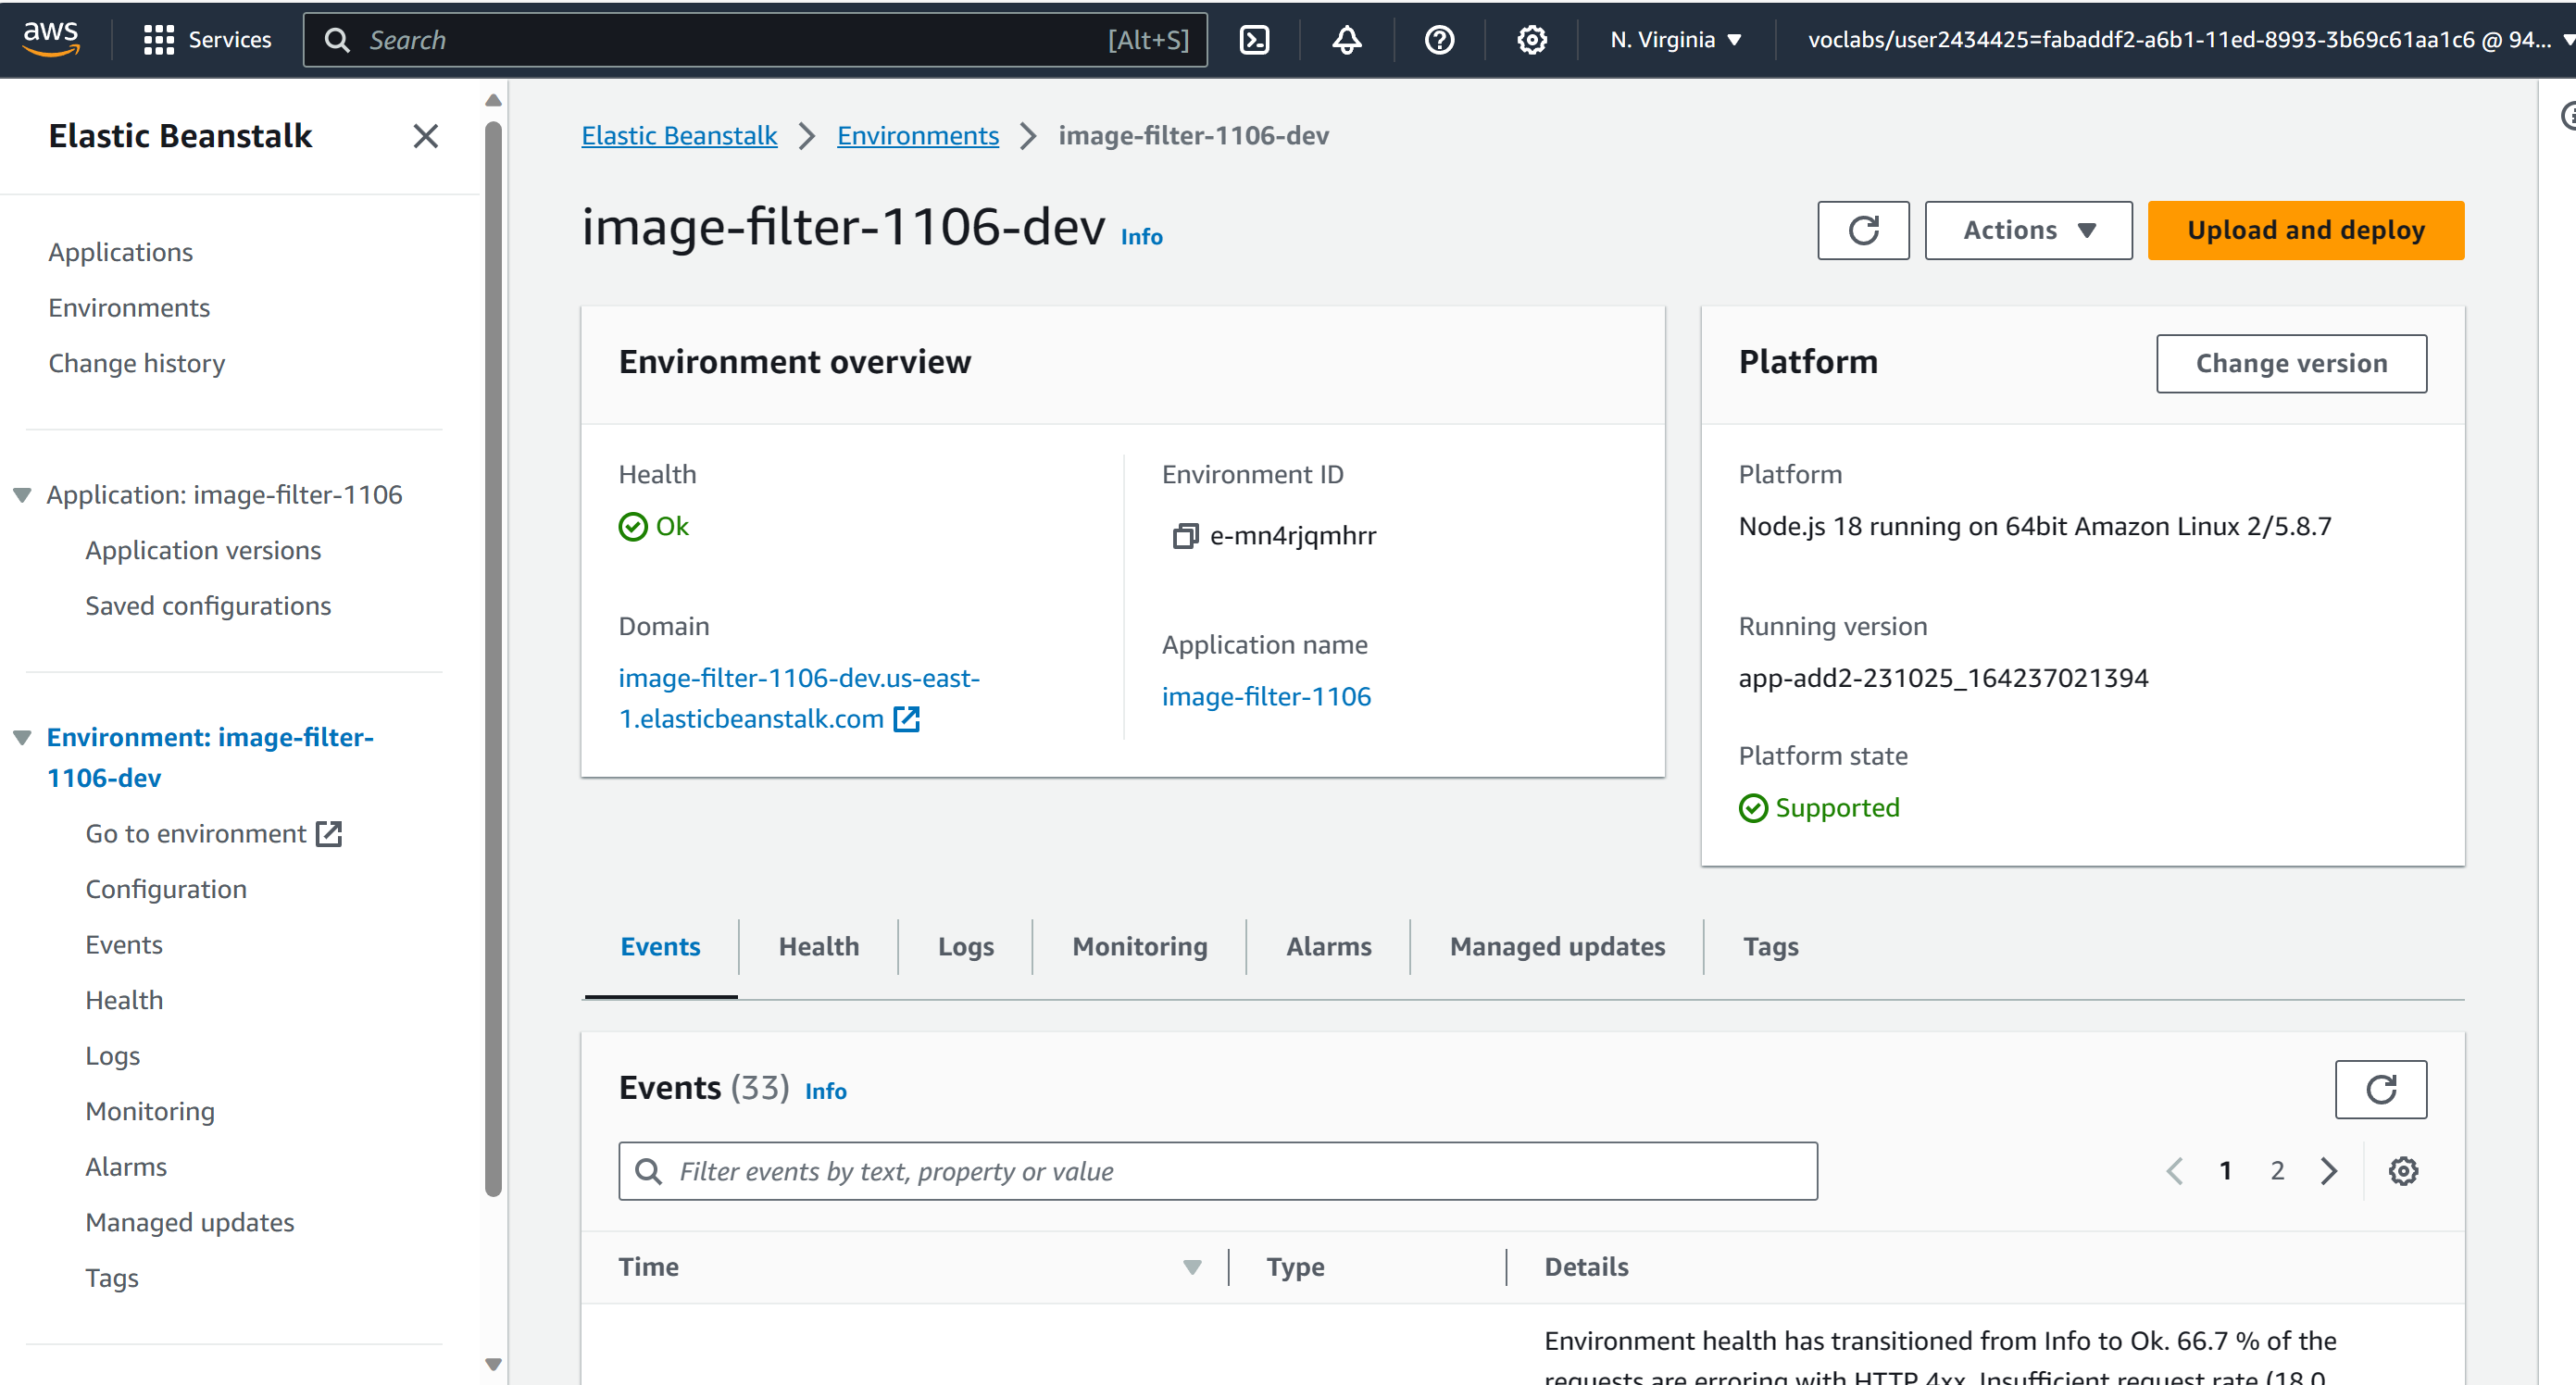 aws
Services
Search
[Alt+S]
N. Virginia
voclabs/user2434425=fabaddf2-a6b1-11ed-8993-3b69c61aa1c6 @ 94...
Elastic Beanstalk
Applications
Environments
Change history
Application: image-filter-1106
Application versions
Saved configurations
Environment: image-filter-
1106-dev
Go to environment
Configuration
Events
Health
Logs
Monitoring
Alarms
Managed updates
Tags
Elastic Beanstalk
Environments
image-filter-1106-dev
image-filter-1106-dev Info
Actions
Upload and deploy
Environment overview
Health
Ok
Domain
image-filter-1106-dev.us-east-
1.elasticbeanstalk.com
Environment ID
e-mn4rjqmhrr
Application name
image-filter-1106
Platform
Change version
Platform
Node.js 18 running on 64bit Amazon Linux 2/5.8.7
Running version
app-add2-231025_164237021394
Platform state
Supported
Events
Health
Logs
Monitoring
Alarms
Managed updates
Tags
Events (33) Info
Filter events by text, property or value
1 2
Time
Type
Details
Environment health has transitioned from Info to Ok. 66.7 % of the
requests are erroring with HTTP 4xx. Insufficient request rate (18.0